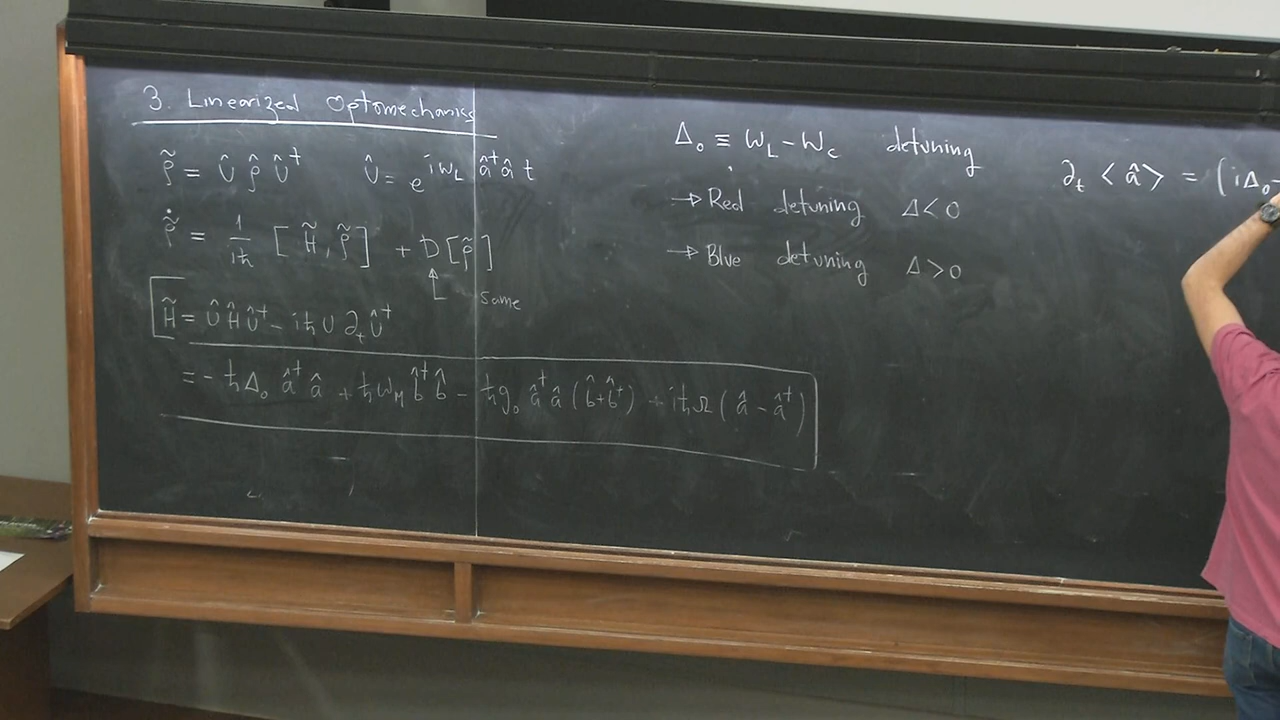 3. Linearized Optomechanics
ρ̃ = Û ρ̂ Û† Û = e^{iω_L â†â t}
ρ̃̇ = 1/iħ [H̃, ρ̃] + D[ρ̃]
same
H̃ = Û Ĥ Û† - iħ U ∂_t Û†
= - ħΔ₀ â†â + ħω_M b̂†b̂ - ħg₀ â†â (b̂+b̂†) + iħΩ (â - â†)
Δ₀ ≡ ω_L - ω_c detuning
→ Red detuning Δ<0
→ Blue detuning Δ>0
∂_t <â> = (iΔ₀-